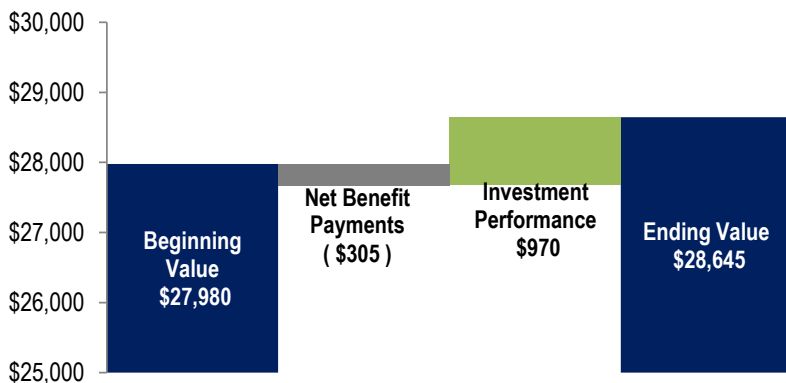 $30,000
$29,000
$28,000
$27,000
$26,000
$25,000
Beginning
Value
$27,980
Net Benefit
Payments
( $305 )
Investment
Performance
$970
Ending Value
$28,645